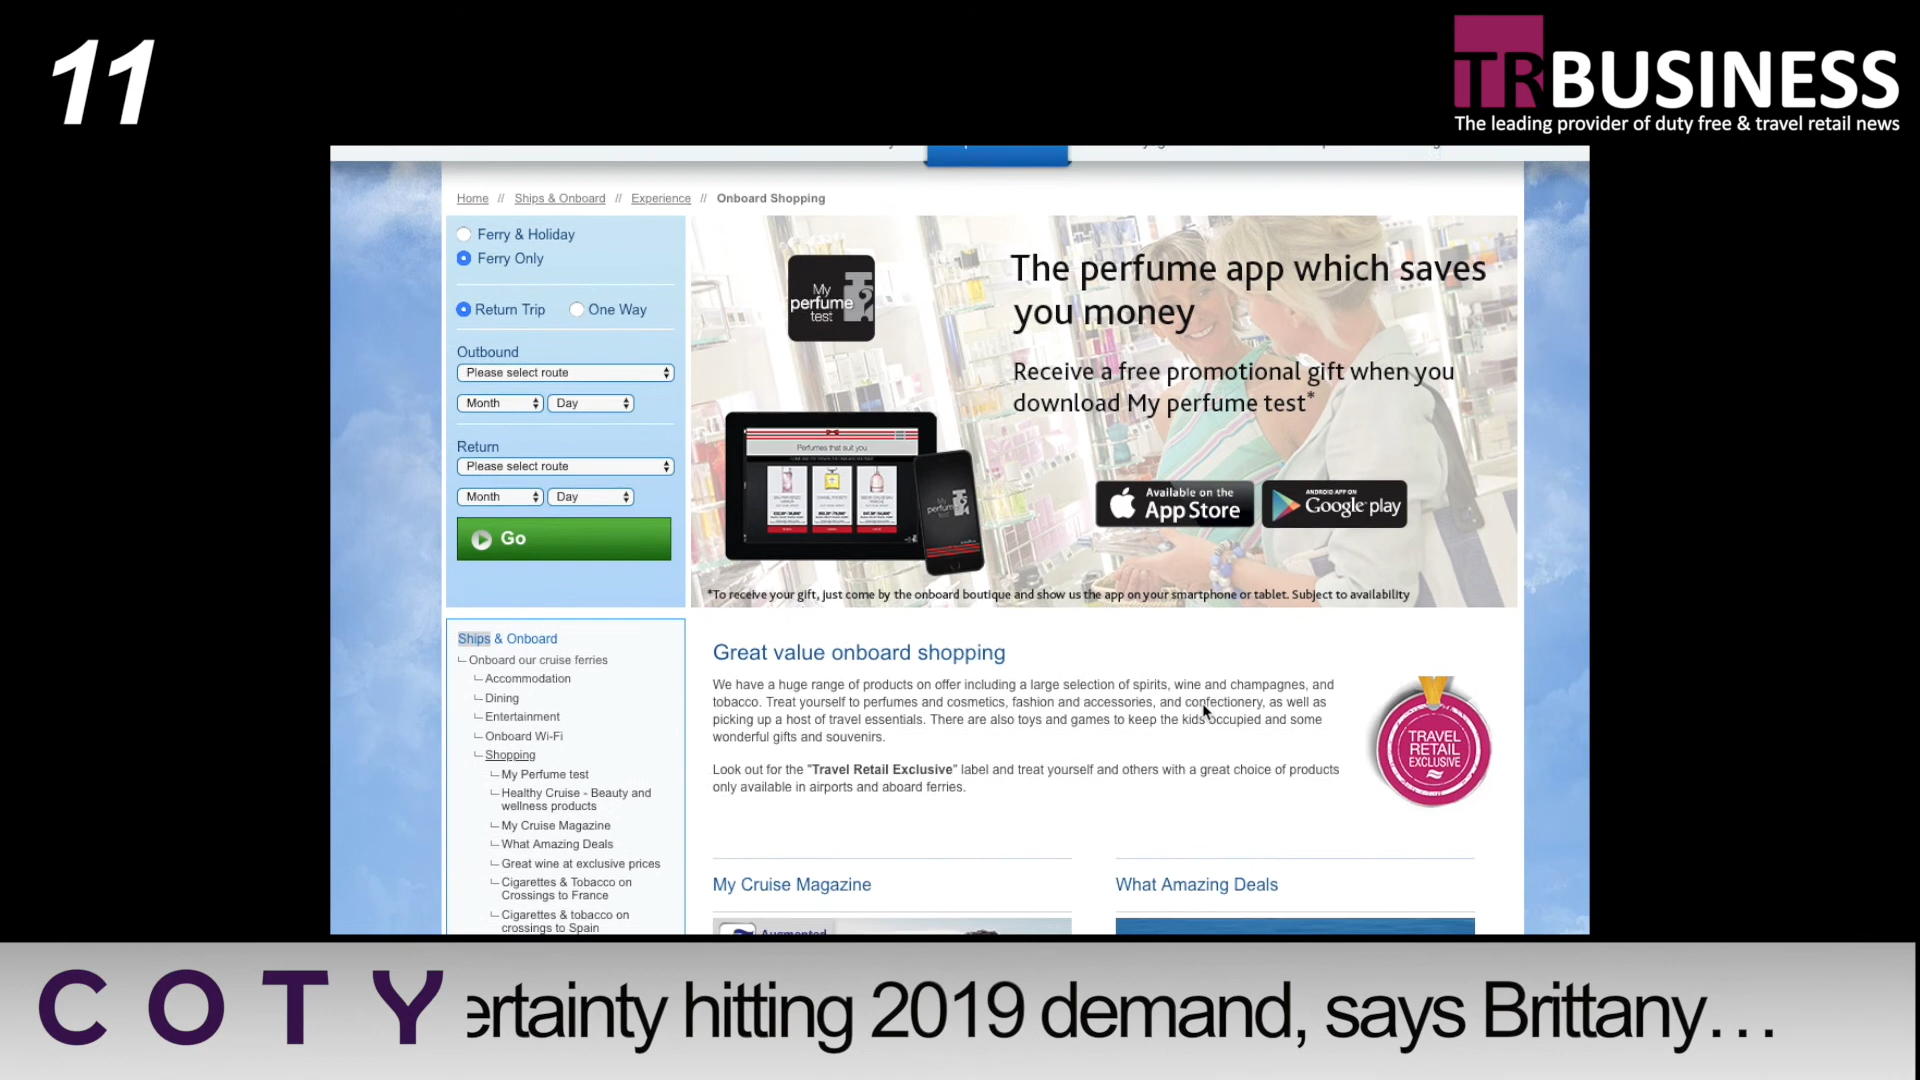 11
TRBUSINESS
The leading provider of duty free & travel retail news
Home // Ships & Onboard // Experience // Onboard Shopping
Ferry & Holiday
Ferry Only
Return Trip One Way
Outbound
Please select route
Month Day
Return
Please select route
Month Day
Go
My
perfume
test
The perfume app which saves
you money
Receive a free promotional gift when you
download My perfume test*
Perfumes that suit you
My
perfume
test
Available on the
App Store
ANDROID APP ON
Google play
*To receive your gift, just come by the onboard boutique and show us the app on your smartphone or tablet. Subject to availability
Ships & Onboard
Onboard our cruise ferries
Accommodation
Dining
Entertainment
Onboard Wi-Fi
Shopping
My Perfume test
Healthy Cruise - Beauty and
wellness products
My Cruise Magazine
What Amazing Deals
Great wine at exclusive prices
Cigarettes & Tobacco on
Crossings to France
Cigarettes & tobacco on
crossings to Spain
Great value onboard shopping
We have a huge range of products on offer including a large selection of spirits, wine and champagnes, and
tobacco. Treat yourself to perfumes and cosmetics, fashion and accessories, and confectionery, as well as
picking up a host of travel essentials. There are also toys and games to keep the kids occupied and some
wonderful gifts and souvenirs.
Look out for the "Travel Retail Exclusive" label and treat yourself and others with a great choice of products
only available in airports and aboard ferries.
TRAVEL
RETAIL
EXCLUSIVE
My Cruise Magazine
What Amazing Deals
Augmented
COTY
ertainty hitting 2019 demand, says Brittany…